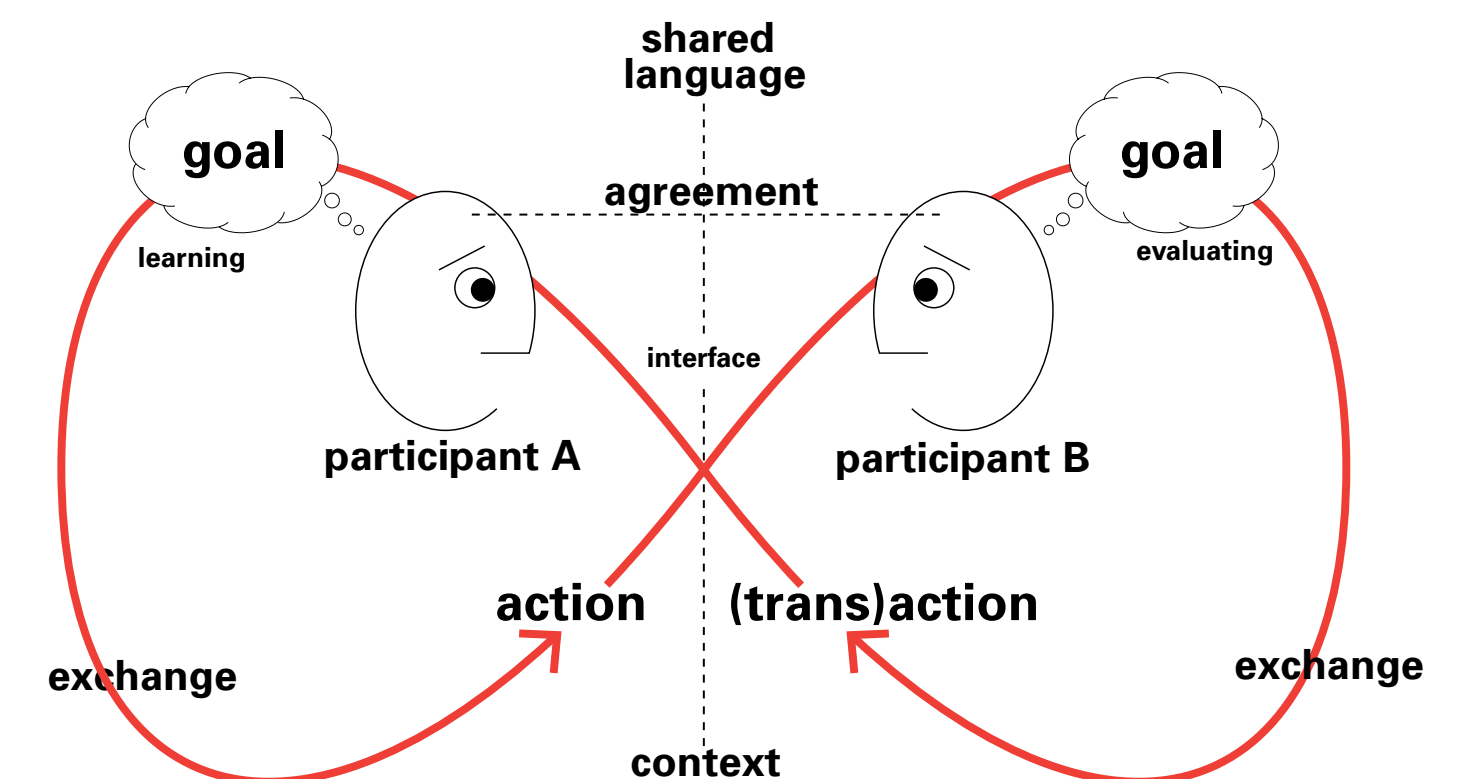 shared
language
goal
goal
agreement
learning
evaluating
interface
participant A
participant B
action
(trans)action
exchange
exchange
context